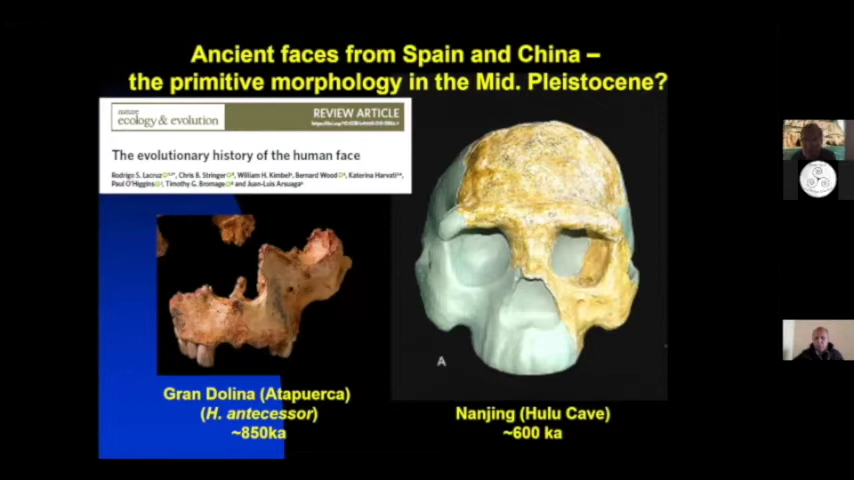 Ancient faces from Spain and China –
the primitive morphology in the Mid. Pleistocene?
nature
ecology & evolution
REVIEW ARTICLE
The evolutionary history of the human face
Rodrigo S. Lacruz, Chris B. Stringer, William H. Kimbel, Bernard Wood, Katerina Harvati,
Paul O'Higgins, Timothy G. Bromage and Juan-Luis Arsuaga
A
Gran Dolina (Atapuerca)
(H. antecessor)
~850ka
Nanjing (Hulu Cave)
~600 ka